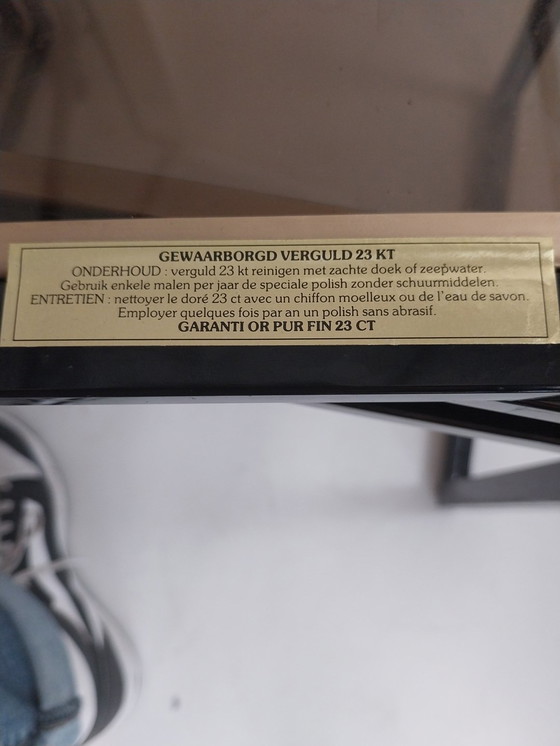 GEWAARBORGD VERGULD 23 KT
ONDERHOUD : verguld 23 kt reinigen met zachte doek of zeepwater.
Gebruik enkele malen per jaar de speciale polish zonder schuurmiddelen.
ENTRETIEN : nettoyer le doré 23 ct avec un chiffon moelleux ou de l'eau de savon.
Employer quelques fois par an un polish sans abrasif.
GARANTI OR PUR FIN 23 CT